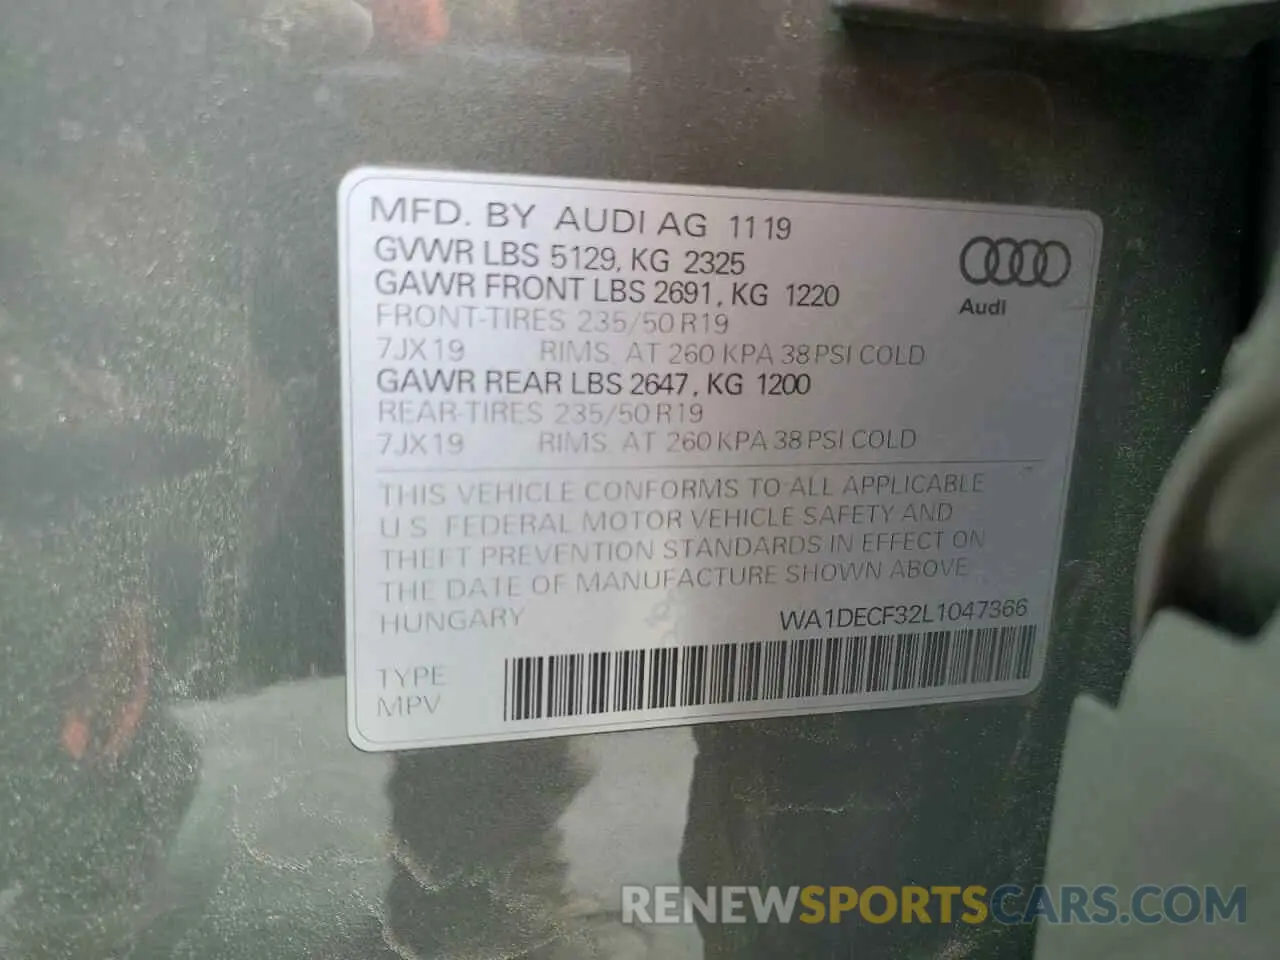 MFD. BY AUDI AG 1119
GVWR LBS 5129, KG 2325
GAWR FRONT LBS 2691, KG 1220
FRONT-TIRES 235/50 R19
7JX19 RIMS, AT 260 KPA 38 PSI COLD
GAWR REAR LBS 2647, KG 1200
REAR-TIRES 235/50 R19
7JX19 RIMS, AT 260 KPA 38 PSI COLD
Audi
THIS VEHICLE CONFORMS TO ALL APPLICABLE
U.S. FEDERAL MOTOR VEHICLE SAFETY AND
THEFT PREVENTION STANDARDS IN EFFECT ON
THE DATE OF MANUFACTURE SHOWN ABOVE
HUNGARY WA1DECF32L1047366
TYPE
MPV
RENEWSPORTSCARS.COM